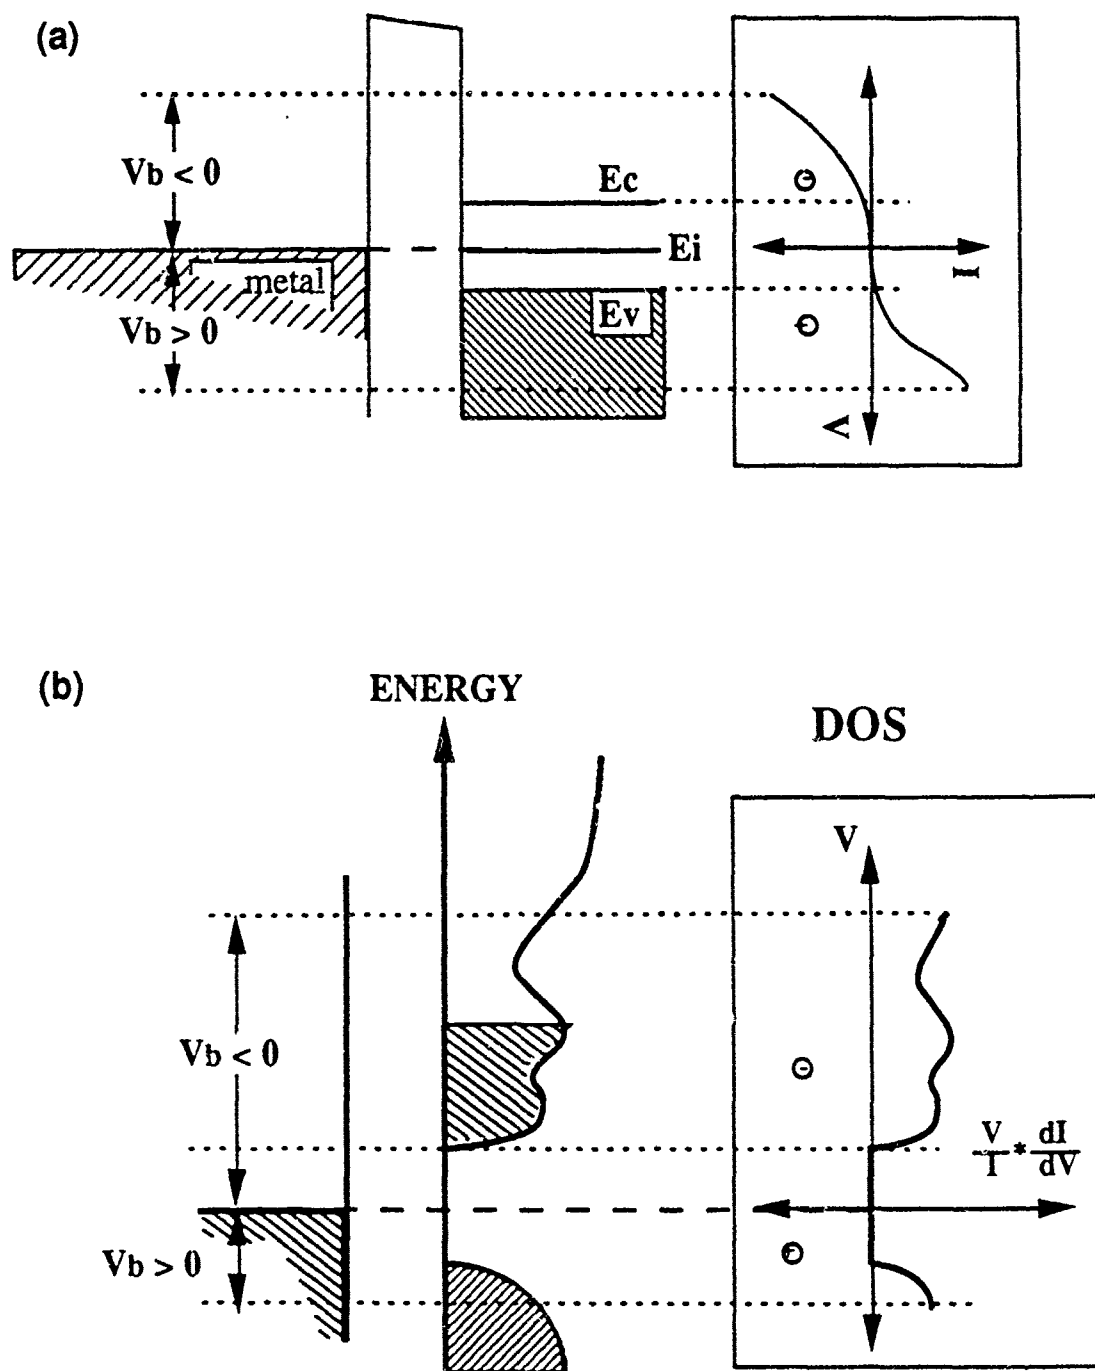 (a)
Vb < 0
Ec
Ei
metal
Vb > 0
Ev
I
V
(b)
ENERGY
DOS
V
Vb < 0
V/I * dI/dV
Vb > 0